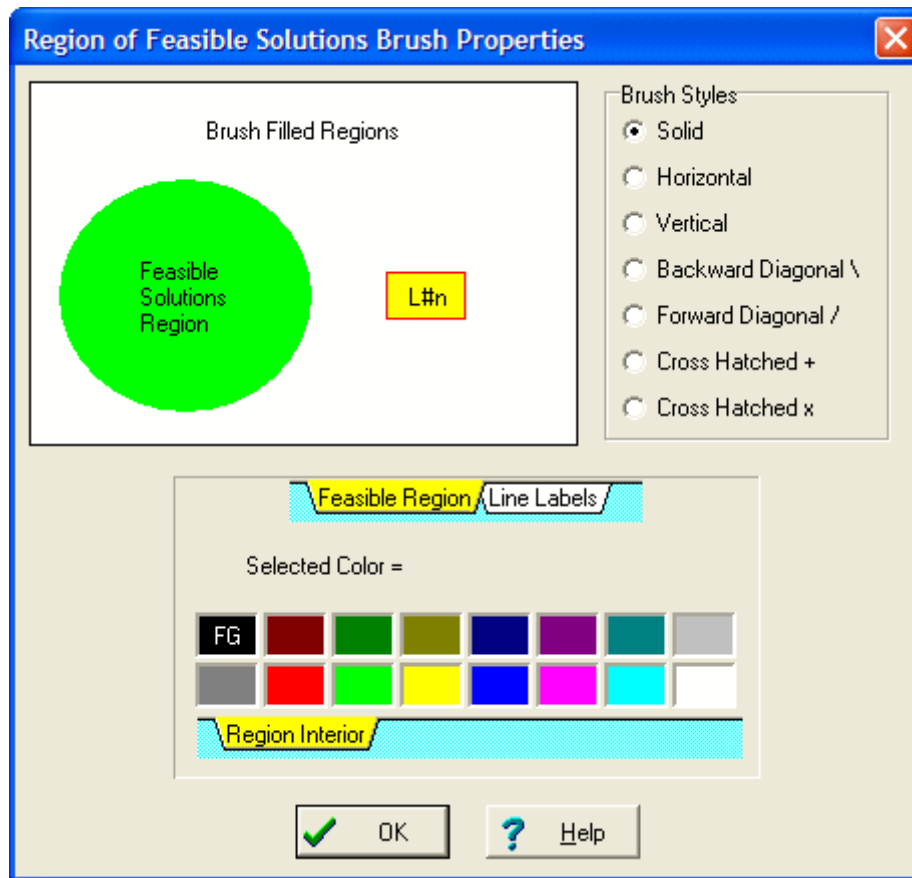 Region of Feasible Solutions Brush Properties
Brush Filled Regions
Feasible
Solutions
Region
L#n
Brush Styles
Solid
Horizontal
Vertical
Backward Diagonal \
Forward Diagonal /
Cross Hatched +
Cross Hatched x
Feasible Region
Line Labels
Selected Color =
FG
Region Interior
OK
Help